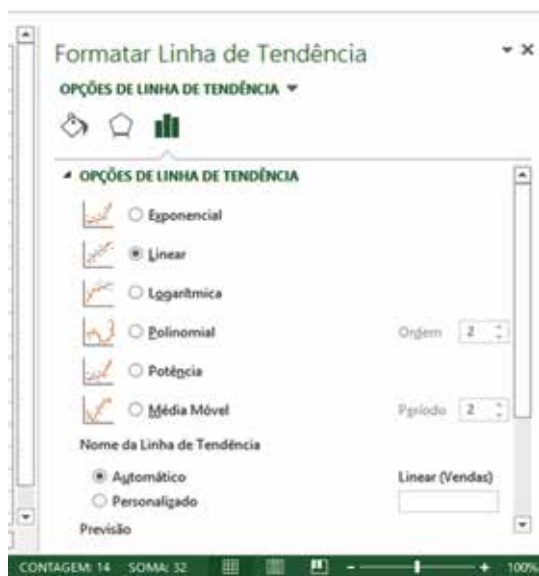 Formatar Linha de Tendência
OPÇÕES DE LINHA DE TENDÊNCIA
OPÇÕES DE LINHA DE TENDÊNCIA
Exponencial
Linear
Logarítmica
Polinomial Ordem 2
Potência
Média Móvel Período 2
Nome da Linha de Tendência
Automático Linear (Vendas)
Personalizado
Previsão
CONTAGEM: 14 SOMA: 32 100%